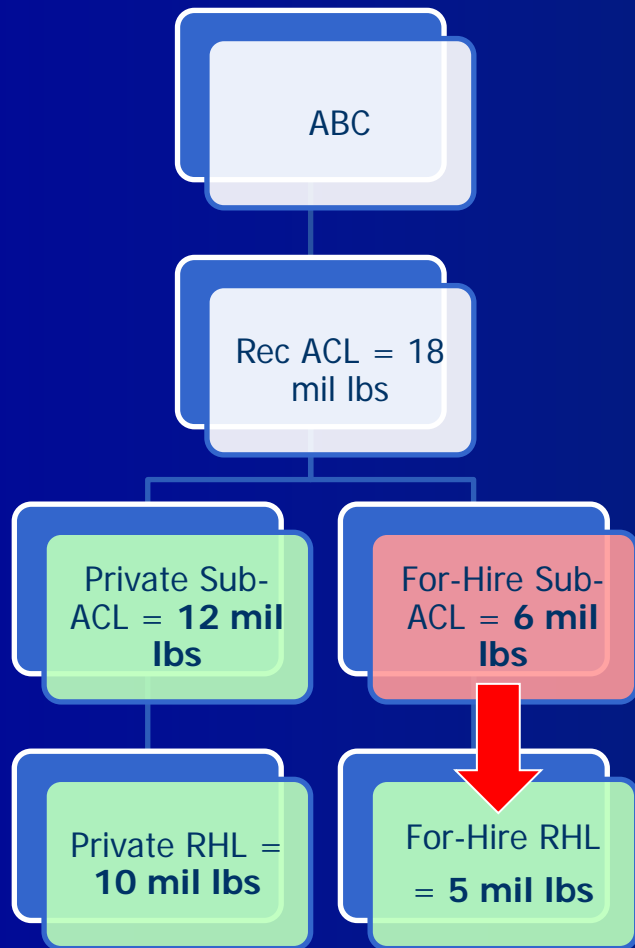 ABC
Rec ACL = 18
mil lbs
Private Sub-
ACL = 12 mil
lbs
For-Hire Sub-
ACL = 6 mil
lbs
Private RHL =
10 mil lbs
For-Hire RHL
= 5 mil lbs